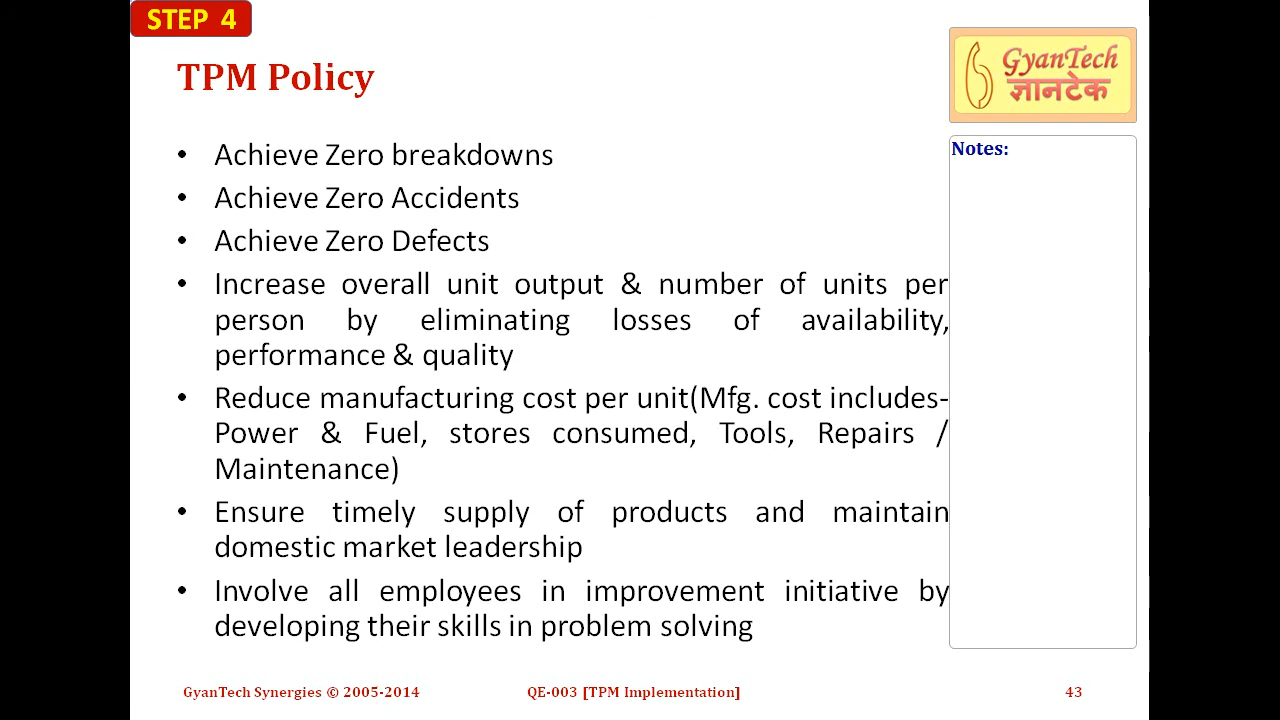 STEP 4
TPM Policy
GyanTech
ज्ञानटेक
Notes:
• Achieve Zero breakdowns
• Achieve Zero Accidents
• Achieve Zero Defects
• Increase overall unit output & number of units per
person by eliminating losses of availability,
performance & quality
• Reduce manufacturing cost per unit(Mfg. cost includes-
Power & Fuel, stores consumed, Tools, Repairs /
Maintenance)
• Ensure timely supply of products and maintain
domestic market leadership
• Involve all employees in improvement initiative by
developing their skills in problem solving
GyanTech Synergies © 2005-2014
QE-003 [TPM Implementation]
43